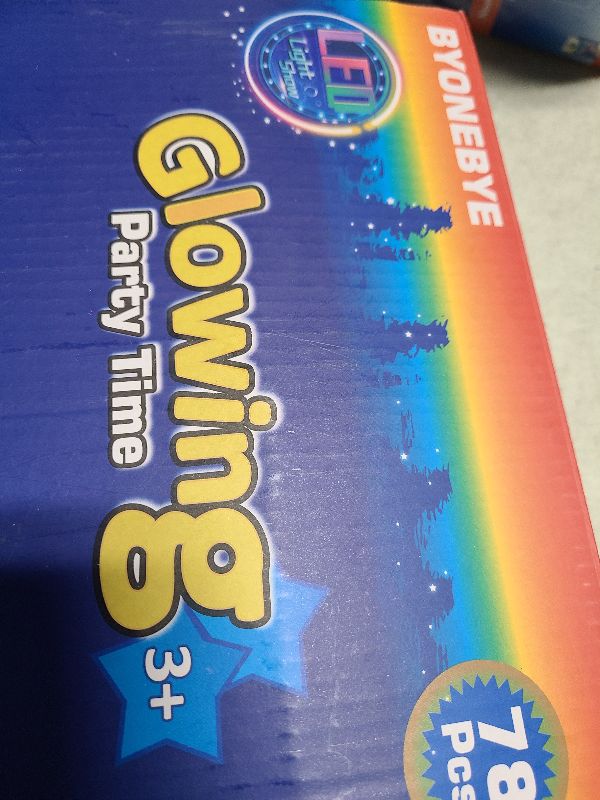 BYONEBYE
LED
Light
Show
Glowing
Party Time
3+
78
Pcs